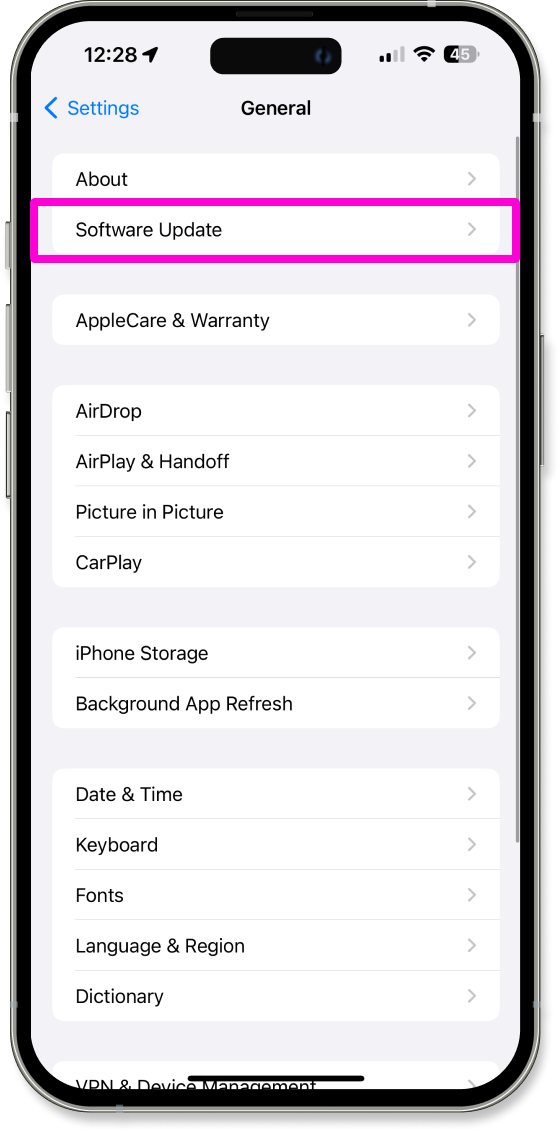 12:28
45
Settings
General
About
Software Update
AppleCare & Warranty
AirDrop
AirPlay & Handoff
Picture in Picture
CarPlay
iPhone Storage
Background App Refresh
Date & Time
Keyboard
Fonts
Language & Region
Dictionary
VPN & Device Management